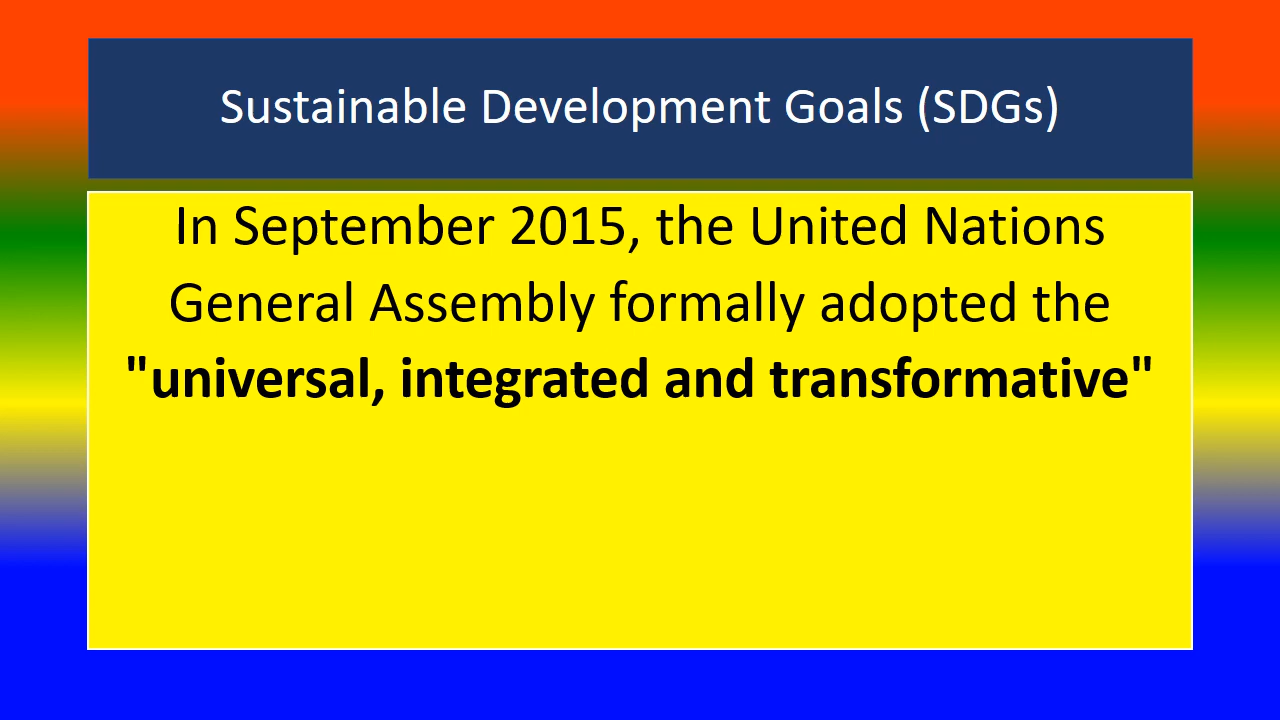 Sustainable Development Goals (SDGs)
In September 2015, the United Nations
General Assembly formally adopted the
"universal, integrated and transformative"